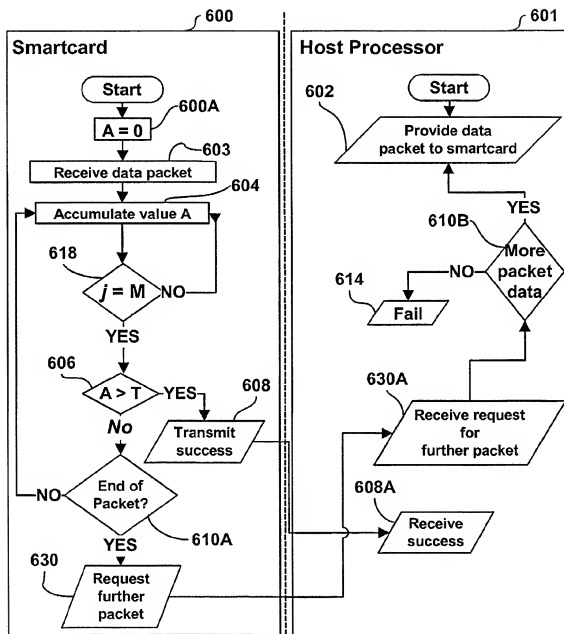 600
Smartcard
Start
600A
A = 0
603
Receive data packet
604
Accumulate value A
618
j = M
NO
YES
606
A > T
YES
608
No
Transmit
success
NO
End of
Packet?
610A
YES
630
Request
further
packet
601
Host Processor
Start
602
Provide data
packet to smartcard
YES
610B
More
packet
data
NO
614
Fail
630A
Receive request
for
further packet
608A
Receive
success